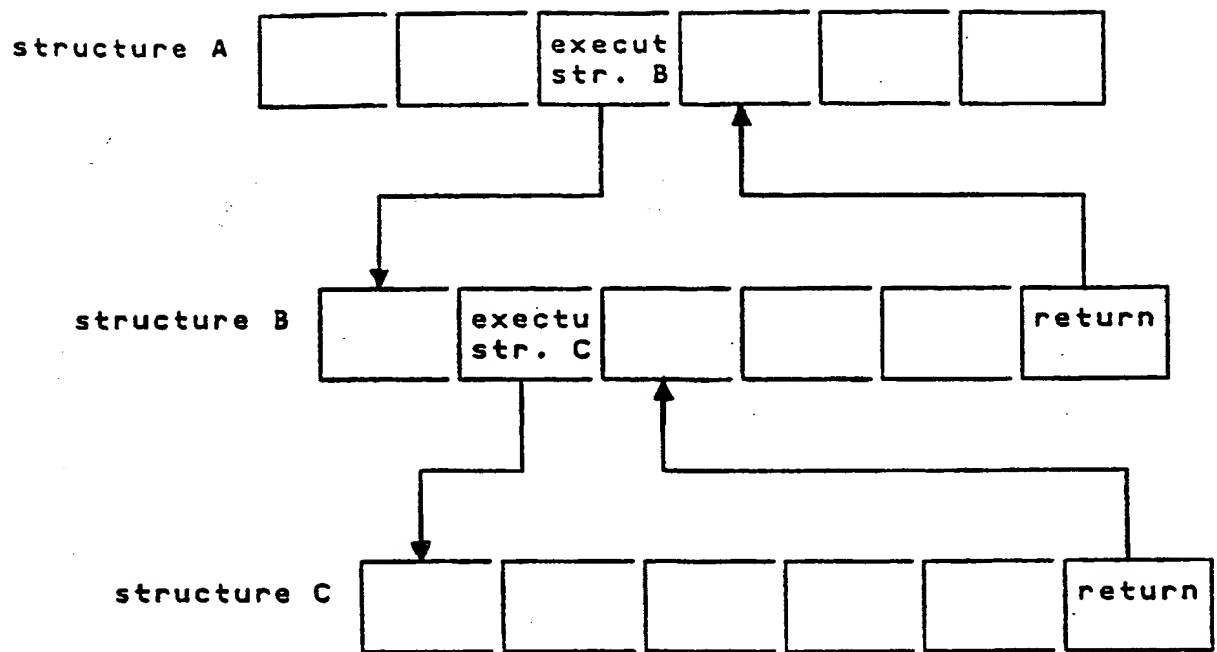 structure A
execut
str. B
structure B
exectu
str. C
return
structure C
return